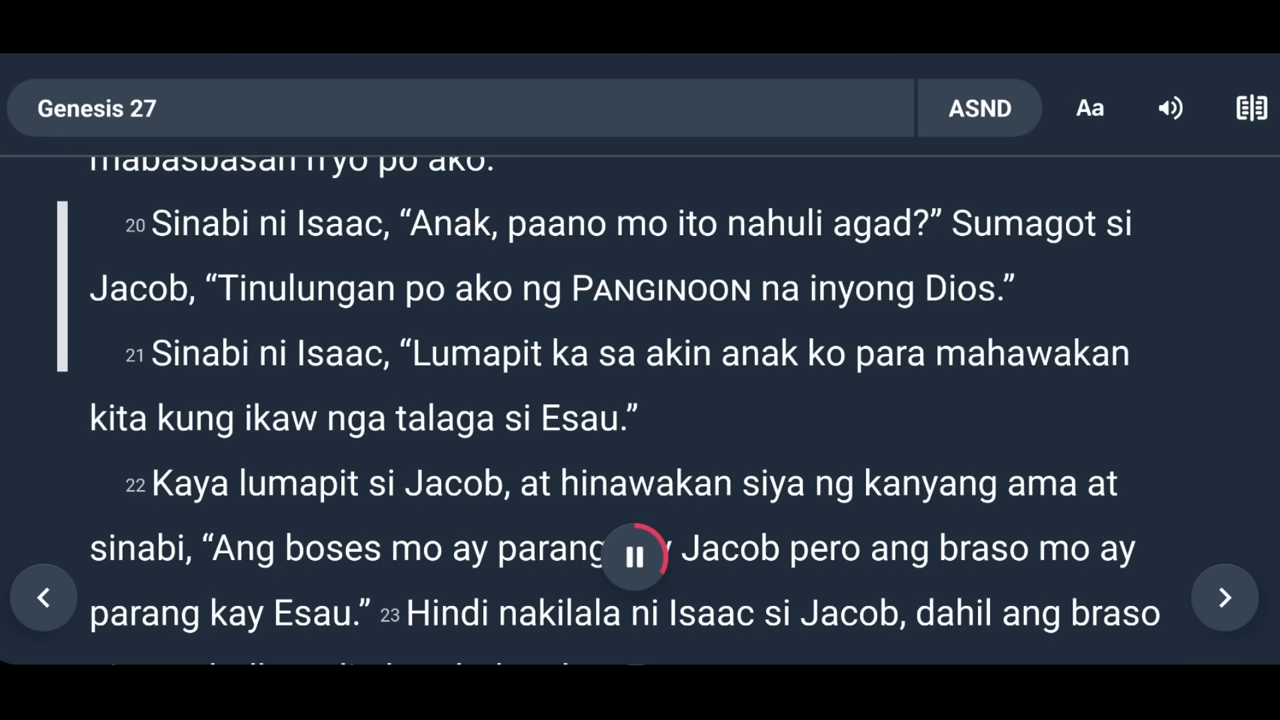 Genesis 27
ASND
Aa
mabasbasan n'yo po ako.
20 Sinabi ni Isaac, “Anak, paano mo ito nahuli agad?” Sumagot si
Jacob, “Tinulungan po ako ng PANGINOON na inyong Dios.”
21 Sinabi ni Isaac, “Lumapit ka sa akin anak ko para mahawakan
kita kung ikaw nga talaga si Esau.”
22 Kaya lumapit si Jacob, at hinawakan siya ng kanyang ama at
sinabi, “Ang boses mo ay parang Jacob pero ang braso mo ay
parang kay Esau.” 23 Hindi nakilala ni Isaac si Jacob, dahil ang braso